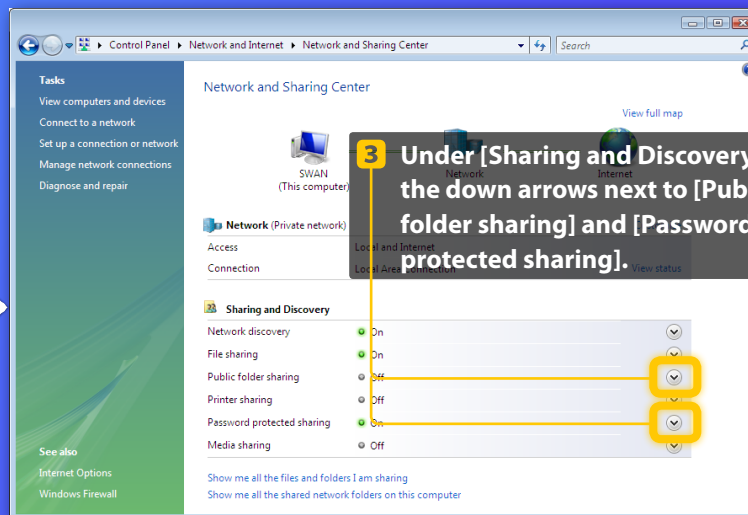 Control Panel Network and Internet Network and Sharing Center Search
Tasks
View computers and devices
Connect to a network
Set up a connection or network
Manage network connections
Diagnose and repair
See also
Internet Options
Windows Firewall
Network and Sharing Center
View full map
SWAN
(This computer)
Network
Internet
3 Under [Sharing and Discovery
the down arrows next to [Pub
folder sharing] and [Password
protected sharing].
Network (Private network)
Access Local and Internet
Connection Local Area Connection View status
Sharing and Discovery
Network discovery On
File sharing On
Public folder sharing Off
Printer sharing Off
Password protected sharing On
Media sharing Off
Show me all the files and folders I am sharing
Show me all the shared network folders on this computer